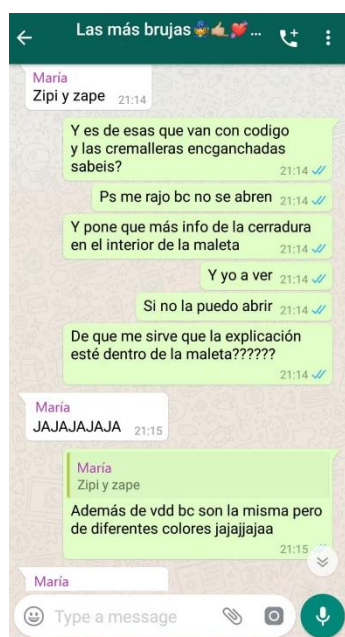 Las más brujas 🧙👍💘...
María
Zipi y zape 21:14
Y es de esas que van con codigo
y las cremalleras encganchadas
sabeis?
21:14
Ps me rajo bc no se abren 21:14
Y pone que más info de la cerradura
en el interior de la maleta 21:14
Y yo a ver 21:14
Si no la puedo abrir 21:14
De que me sirve que la explicación
esté dentro de la maleta??????
21:14
María
JAJAJAJAJA 21:15
María
Zipi y zape
Además de vdd bc son la misma pero
de diferentes colores jajajjajaa
21:15
María
Type a message